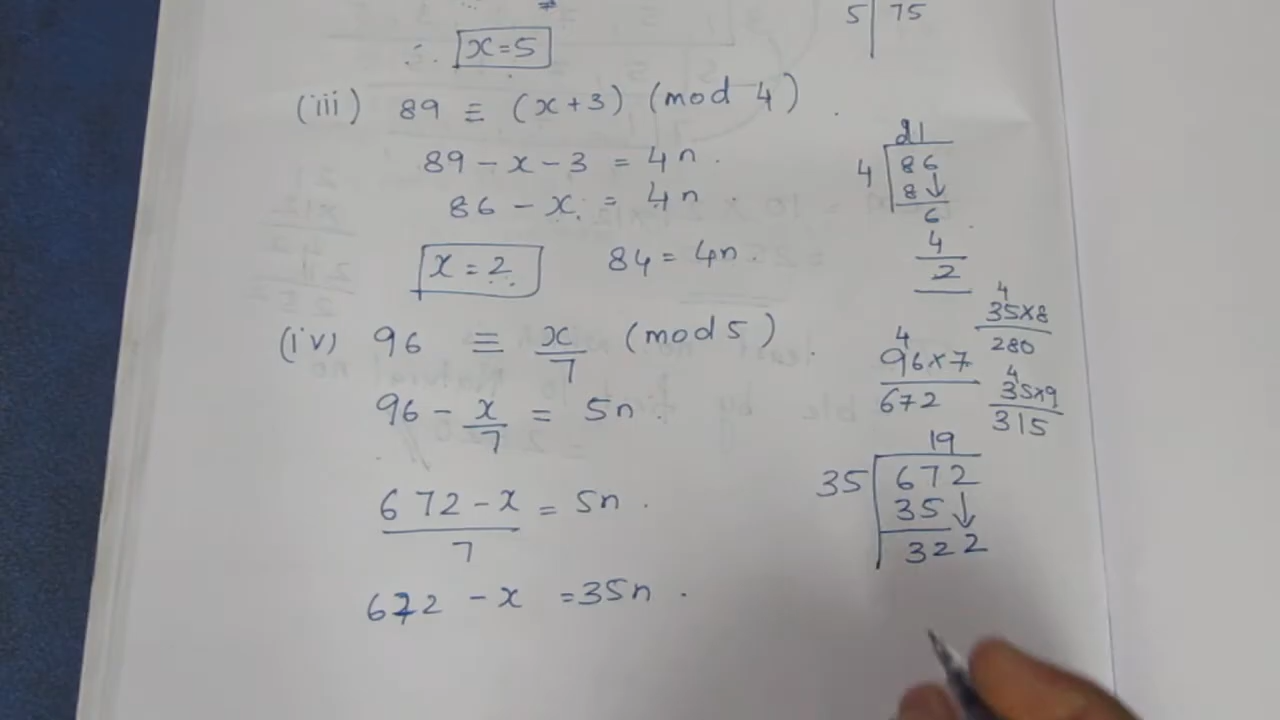 ∴ x=5
5 | 75
(iii) 89 ≡ (x+3) (mod 4)
89 - x - 3 = 4n.
86 - x = 4n
x = 2
84 = 4n.
21
4 | 86
8↓
6
4
2
(iv) 96 ≡ x/7 (mod 5)
96 - x/7 = 5n
(672 - x)/7 = 5n.
672 - x = 35n.
4
35×8
280
4
96×7
672
4
35×9
315
19
35 | 672
35↓
322